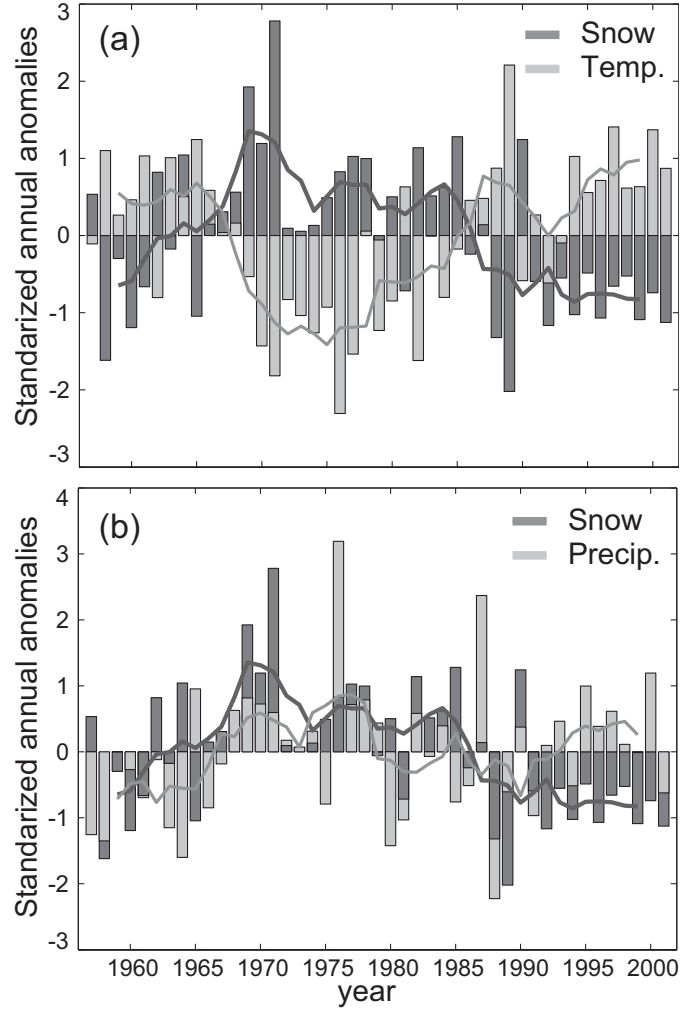 3
2
1
0
-1
-2
-3
Standarized annual anomalies
(a)
Snow
Temp.
4
3
2
1
0
-1
-2
-3
Standarized annual anomalies
(b)
Snow
Precip.
1960 1965 1970 1975 1980 1985 1990 1995 2000
year